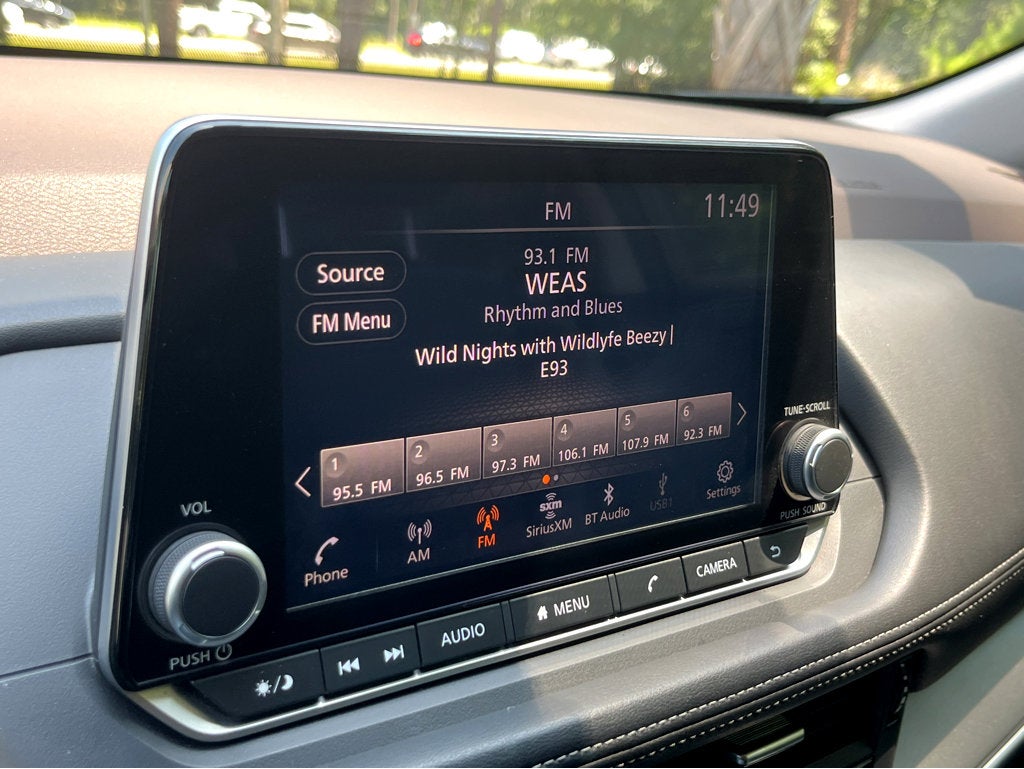 FM
11:49
93.1 FM
Source
WEAS
Rhythm and Blues
FM Menu
Wild Nights with Wildlyfe Beezy |
E93
1
95.5 FM
2
96.5 FM
3
97.3 FM
4
106.1 FM
5
107.9 FM
6
92.3 FM
Phone
AM
FM
sxm
SiriusXM
BT Audio
USB1
Settings
TUNE-SCROLL
PUSH SOUND
VOL
PUSH
AUDIO
MENU
CAMERA